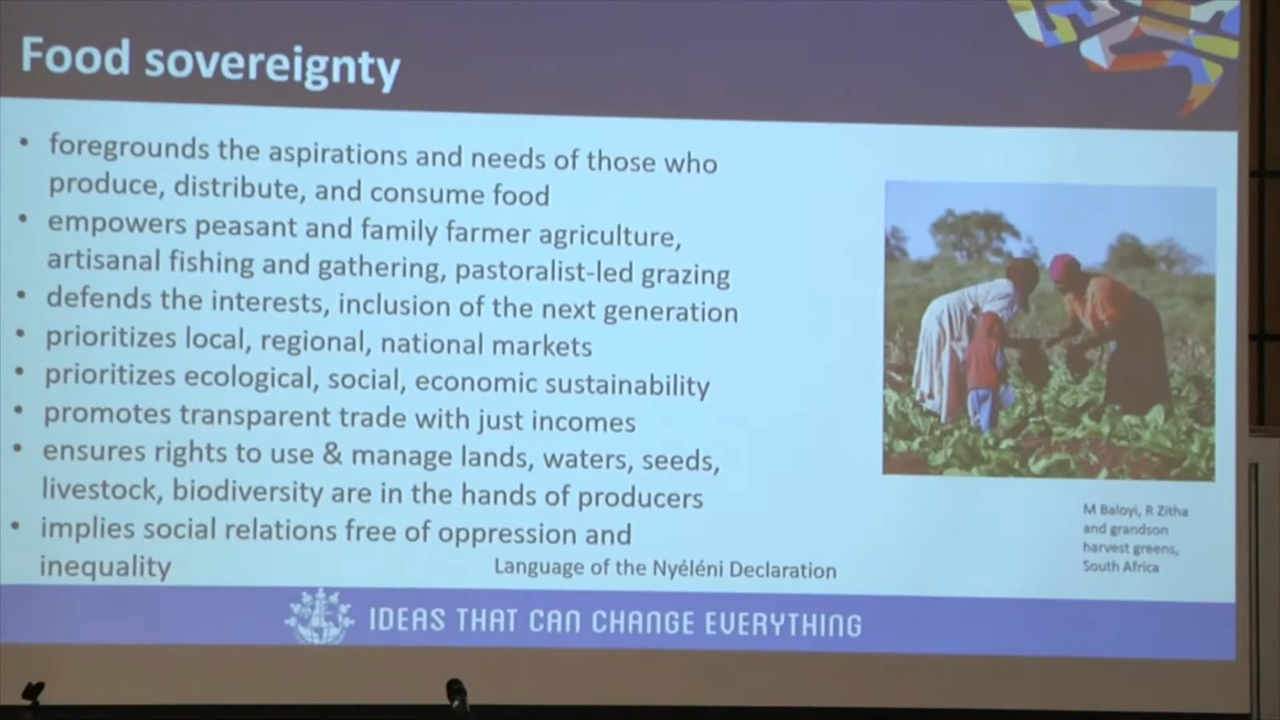 Food sovereignty
• foregrounds the aspirations and needs of those who
produce, distribute, and consume food
• empowers peasant and family farmer agriculture,
artisanal fishing and gathering, pastoralist-led grazing
• defends the interests, inclusion of the next generation
• prioritizes local, regional, national markets
• prioritizes ecological, social, economic sustainability
• promotes transparent trade with just incomes
• ensures rights to use & manage lands, waters, seeds,
livestock, biodiversity are in the hands of producers
• implies social relations free of oppression and
inequality
Language of the Nyéléni Declaration
M Baloyi, R Zitha
and grandson
harvest greens,
South Africa
IDEAS THAT CAN CHANGE EVERYTHING